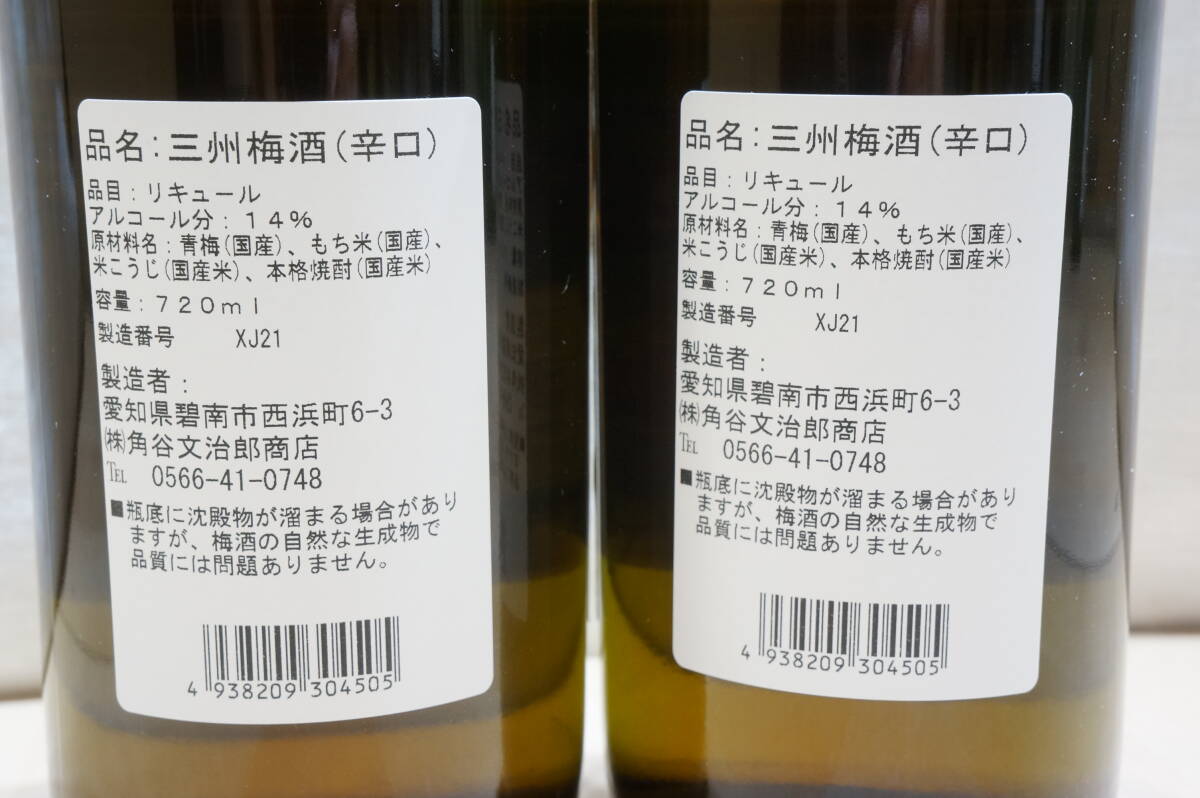 品名：三州梅酒（辛口）
品目：リキュール
アルコール分：１４％
原材料名：青梅（国産）、もち米（国産）、
米こうじ（国産米）、本格焼酎（国産米）
容量：７２０ｍｌ
製造番号 XJ21
製造者：
愛知県碧南市西浜町6-3
㈱角谷文治郎商店
℡ 0566-41-0748
■瓶底に沈殿物が溜まる場合があり
ますが、梅酒の自然な生成物で
品質には問題ありません。
4 938209 304505
品名：三州梅酒（辛口）
品目：リキュール
アルコール分：１４％
原材料名：青梅（国産）、もち米（国産）、
米こうじ（国産米）、本格焼酎（国産米）
容量：７２０ｍｌ
製造番号 XJ21
製造者：
愛知県碧南市西浜町6-3
㈱角谷文治郎商店
℡ 0566-41-0748
■瓶底に沈殿物が溜まる場合があり
ますが、梅酒の自然な生成物で
品質には問題ありません。
4 938209 304505